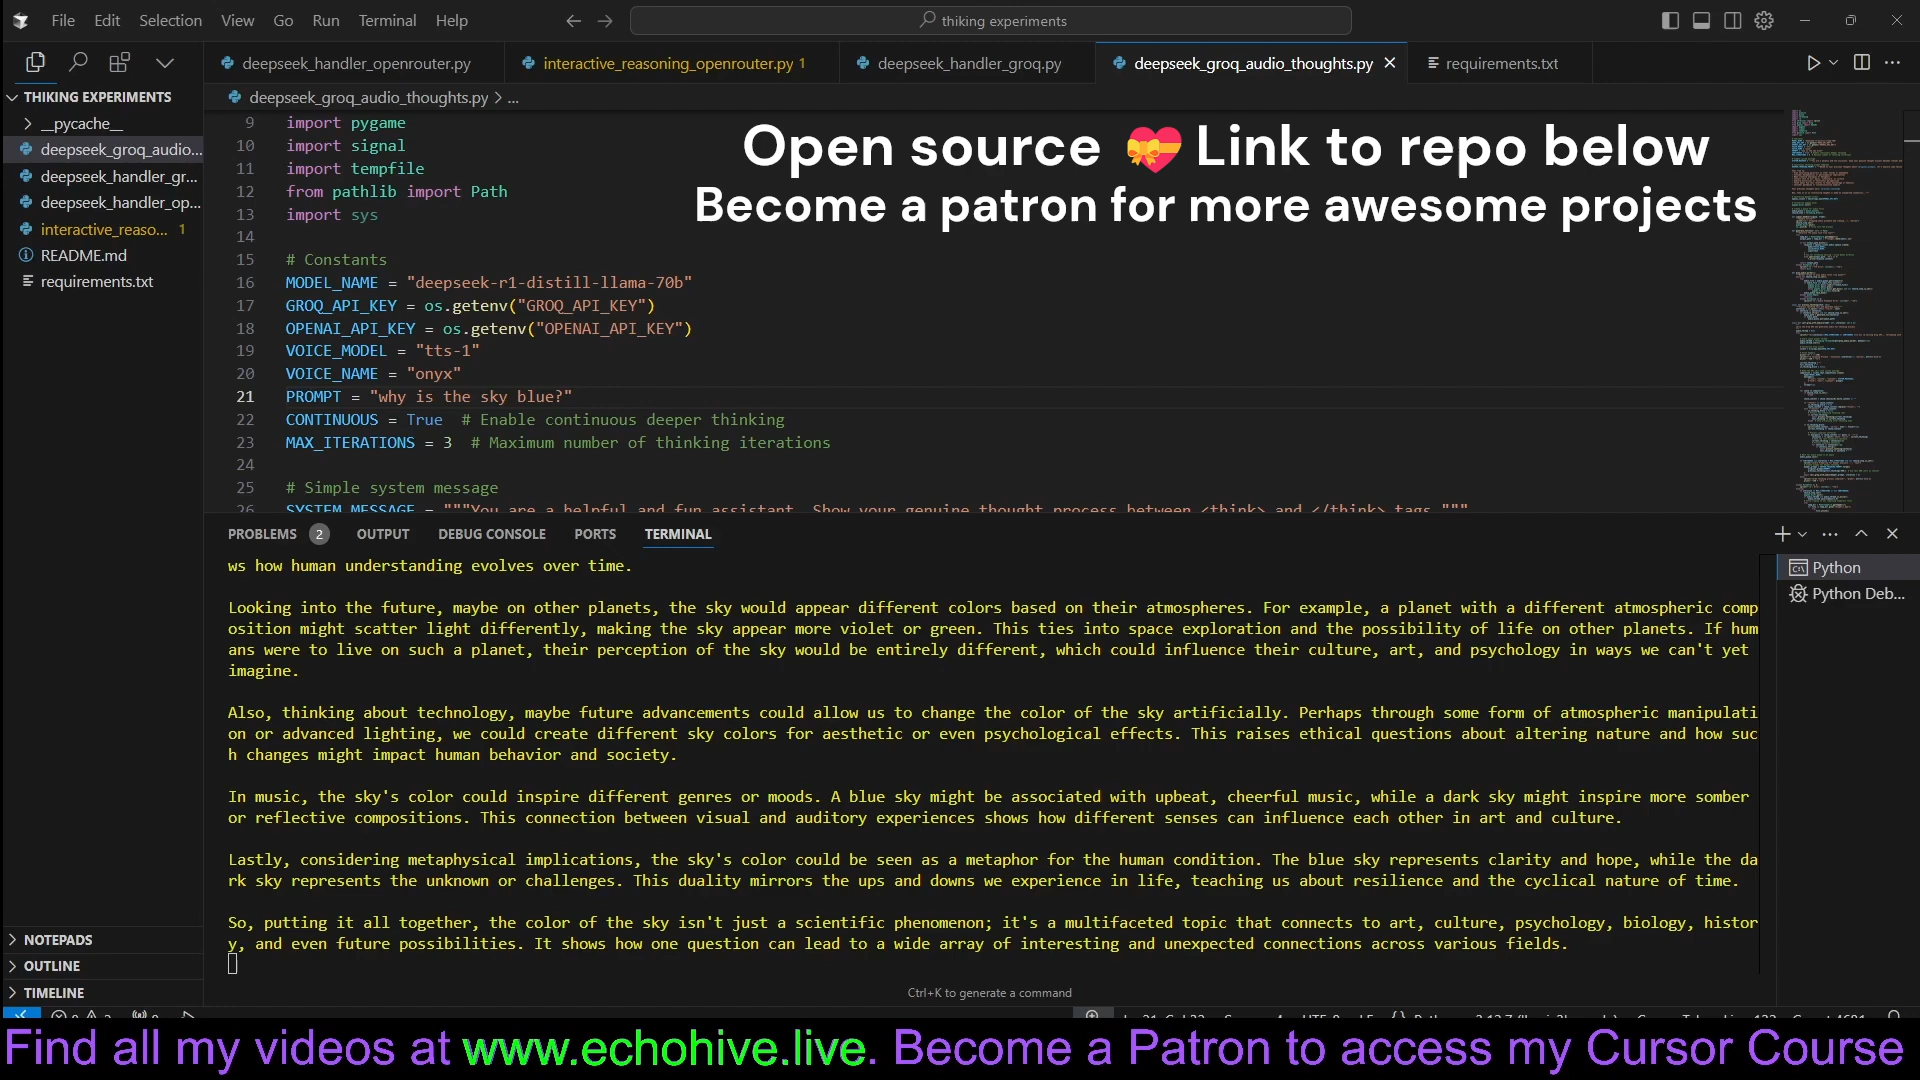 File Edit Selection View Go Run Terminal Help
thiking experiments
deepseek_handler_openrouter.py
interactive_reasoning_openrouter.py 1
deepseek_handler_groq.py
deepseek_groq_audio_thoughts.py
requirements.txt
THIKING EXPERIMENTS
__pycache__
deepseek_groq_audio...
deepseek_handler_gr...
deepseek_handler_op...
interactive_reaso... 1
README.md
requirements.txt
NOTEPADS
OUTLINE
TIMELINE
deepseek_groq_audio_thoughts.py > ...
Open source 💝 Link to repo below
Become a patron for more awesome projects
9 import pygame
10 import signal
11 import tempfile
12 from pathlib import Path
13 import sys
14
15 # Constants
16 MODEL_NAME = "deepseek-r1-distill-llama-70b"
17 GROQ_API_KEY = os.getenv("GROQ_API_KEY")
18 OPENAI_API_KEY = os.getenv("OPENAI_API_KEY")
19 VOICE_MODEL = "tts-1"
20 VOICE_NAME = "onyx"
21 PROMPT = "why is the sky blue?"
22 CONTINUOUS = True # Enable continuous deeper thinking
23 MAX_ITERATIONS = 3 # Maximum number of thinking iterations
24
25 # Simple system message
26 SYSTEM_MESSAGE = """You are a helpful and fun assistant. Show your genuine thought process between <think> and </think> tags."""
PROBLEMS 2 OUTPUT DEBUG CONSOLE PORTS TERMINAL
Python
Python Deb...
ws how human understanding evolves over time.
Looking into the future, maybe on other planets, the sky would appear different colors based on their atmospheres. For example, a planet with a different atmospheric comp
osition might scatter light differently, making the sky appear more violet or green. This ties into space exploration and the possibility of life on other planets. If hum
ans were to live on such a planet, their perception of the sky would be entirely different, which could influence their culture, art, and psychology in ways we can't yet
imagine.
Also, thinking about technology, maybe future advancements could allow us to change the color of the sky artificially. Perhaps through some form of atmospheric manipulati
on or advanced lighting, we could create different sky colors for aesthetic or even psychological effects. This raises ethical questions about altering nature and how suc
h changes might impact human behavior and society.
In music, the sky's color could inspire different genres or moods. A blue sky might be associated with upbeat, cheerful music, while a dark sky might inspire more somber
or reflective compositions. This connection between visual and auditory experiences shows how different senses can influence each other in art and culture.
Lastly, considering metaphysical implications, the sky's color could be seen as a metaphor for the human condition. The blue sky represents clarity and hope, while the da
rk sky represents the unknown or challenges. This duality mirrors the ups and downs we experience in life, teaching us about resilience and the cyclical nature of time.
So, putting it all together, the color of the sky isn't just a scientific phenomenon; it's a multifaceted topic that connects to art, culture, psychology, biology, histor
y, and even future possibilities. It shows how one question can lead to a wide array of interesting and unexpected connections across various fields.
Ctrl+K to generate a command
Find all my videos at www.echohive.live. Become a Patron to access my Cursor Course